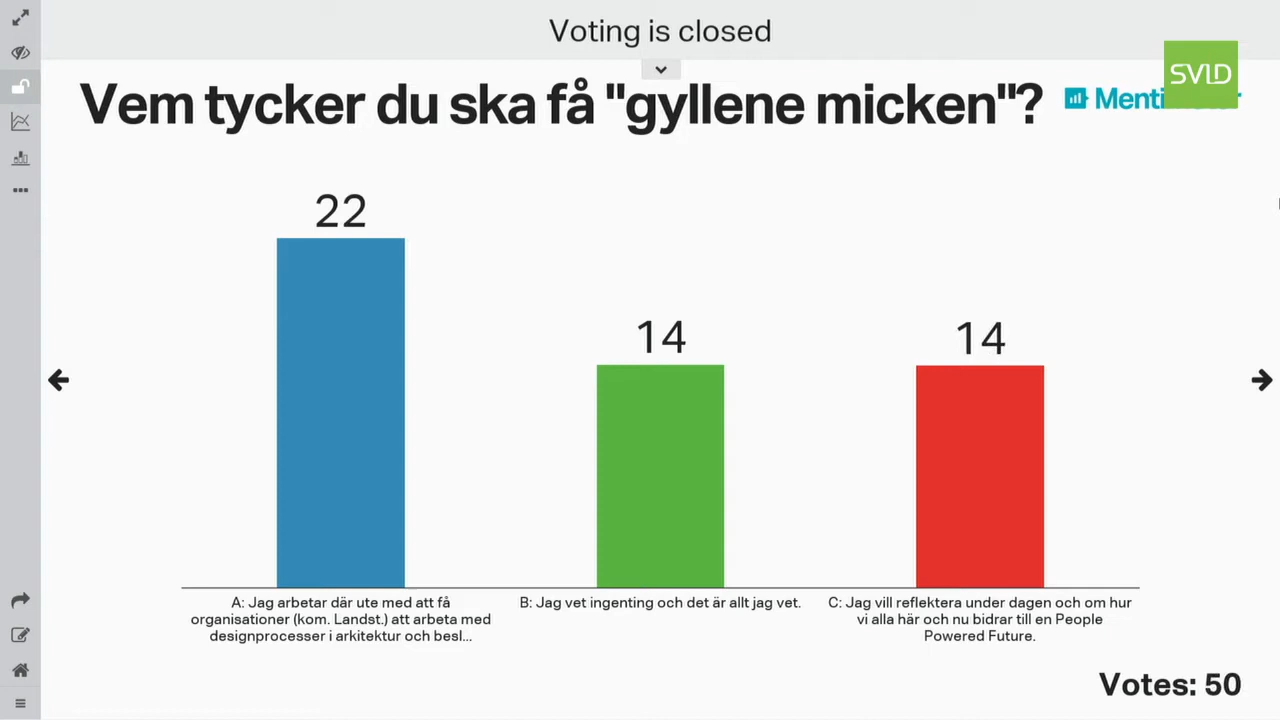 Voting is closed
SVID
Vem tycker du ska få "gyllene micken"?
22
14
14
A: Jag arbetar där ute med att få
organisationer (kom. Landst.) att arbeta med
designprocesser i arkitektur och besl...
B: Jag vet ingenting och det är allt jag vet.
C: Jag vill reflektera under dagen och om hur
vi alla här och nu bidrar till en People
Powered Future.
Votes: 50